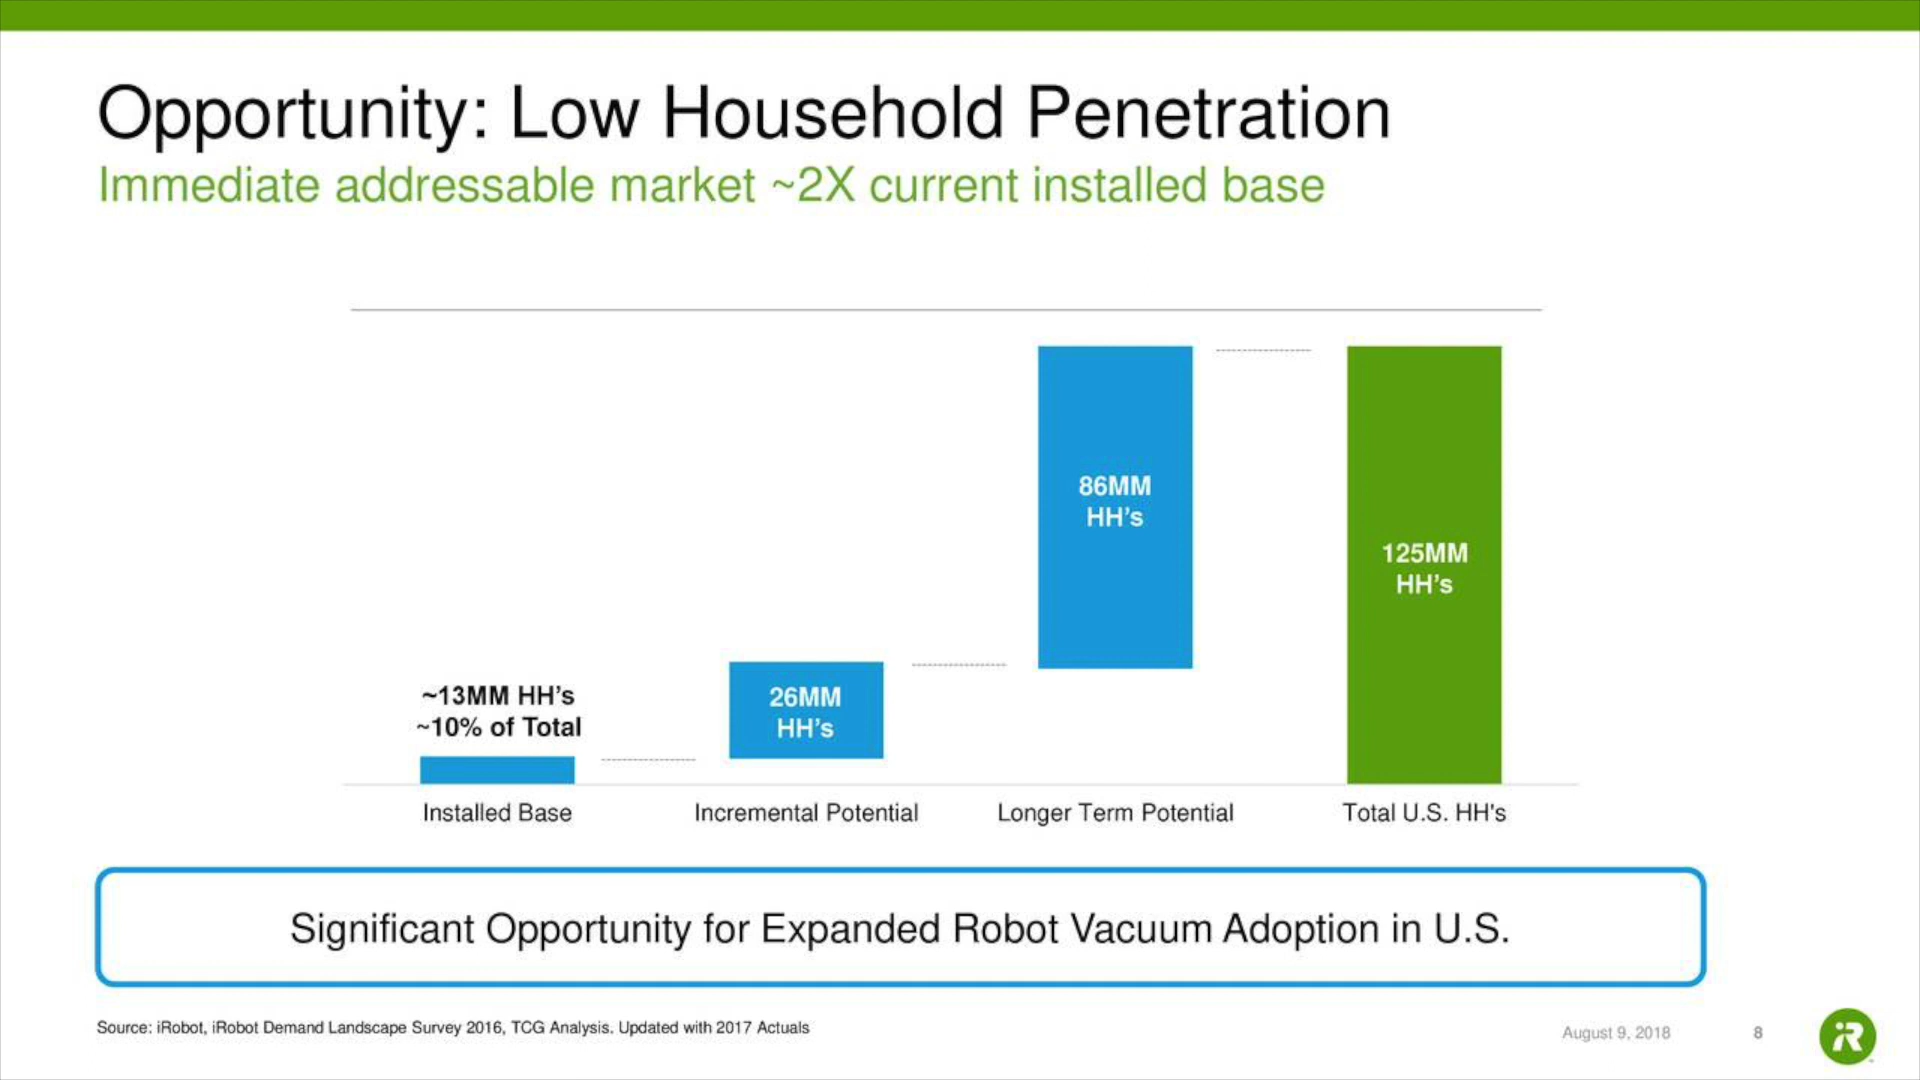 Opportunity: Low Household Penetration
Immediate addressable market ~2X current installed base
86MM
HH's
125MM
HH's
~13MM HH's
~10% of Total
26MM
HH's
Installed Base
Incremental Potential
Longer Term Potential
Total U.S. HH's
Significant Opportunity for Expanded Robot Vacuum Adoption in U.S.
Source: iRobot, iRobot Demand Landscape Survey 2016, TCG Analysis. Updated with 2017 Actuals
August 9, 2018
8
iR